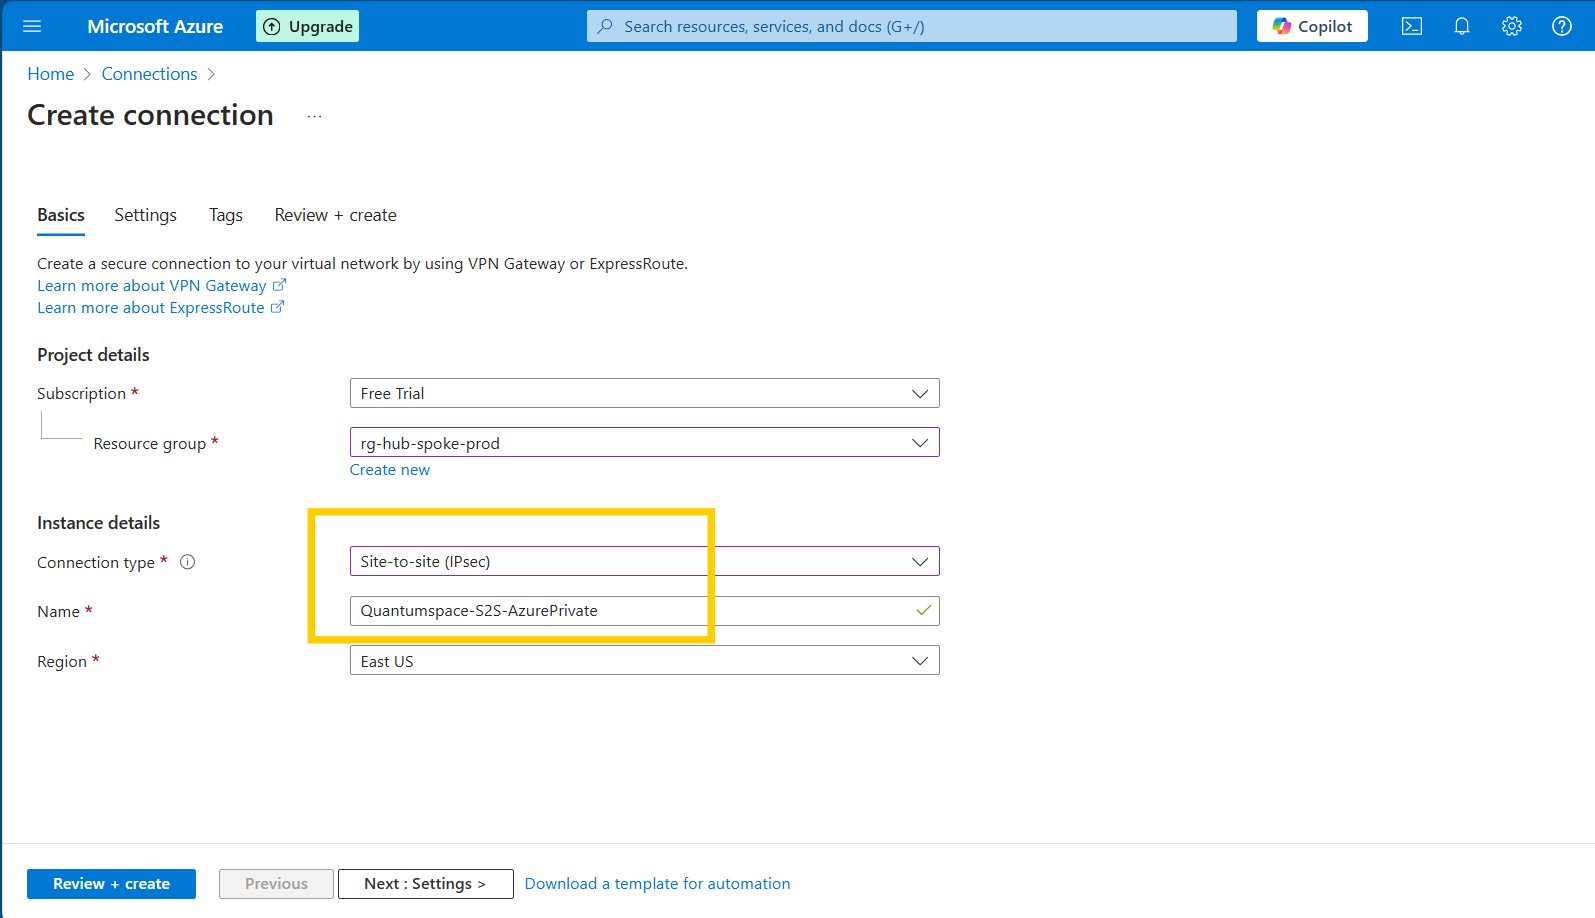 Microsoft Azure
Upgrade
Search resources, services, and docs (G+/)
Copilot
Home > Connections >
Create connection ...
Basics Settings Tags Review + create
Create a secure connection to your virtual network by using VPN Gateway or ExpressRoute.
Learn more about VPN Gateway
Learn more about ExpressRoute
Project details
Subscription * Free Trial
Resource group * rg-hub-spoke-prod
Create new
Instance details
Connection type * Site-to-site (IPsec)
Name * Quantumspace-S2S-AzurePrivate
Region * East US
Review + create Previous Next : Settings > Download a template for automation